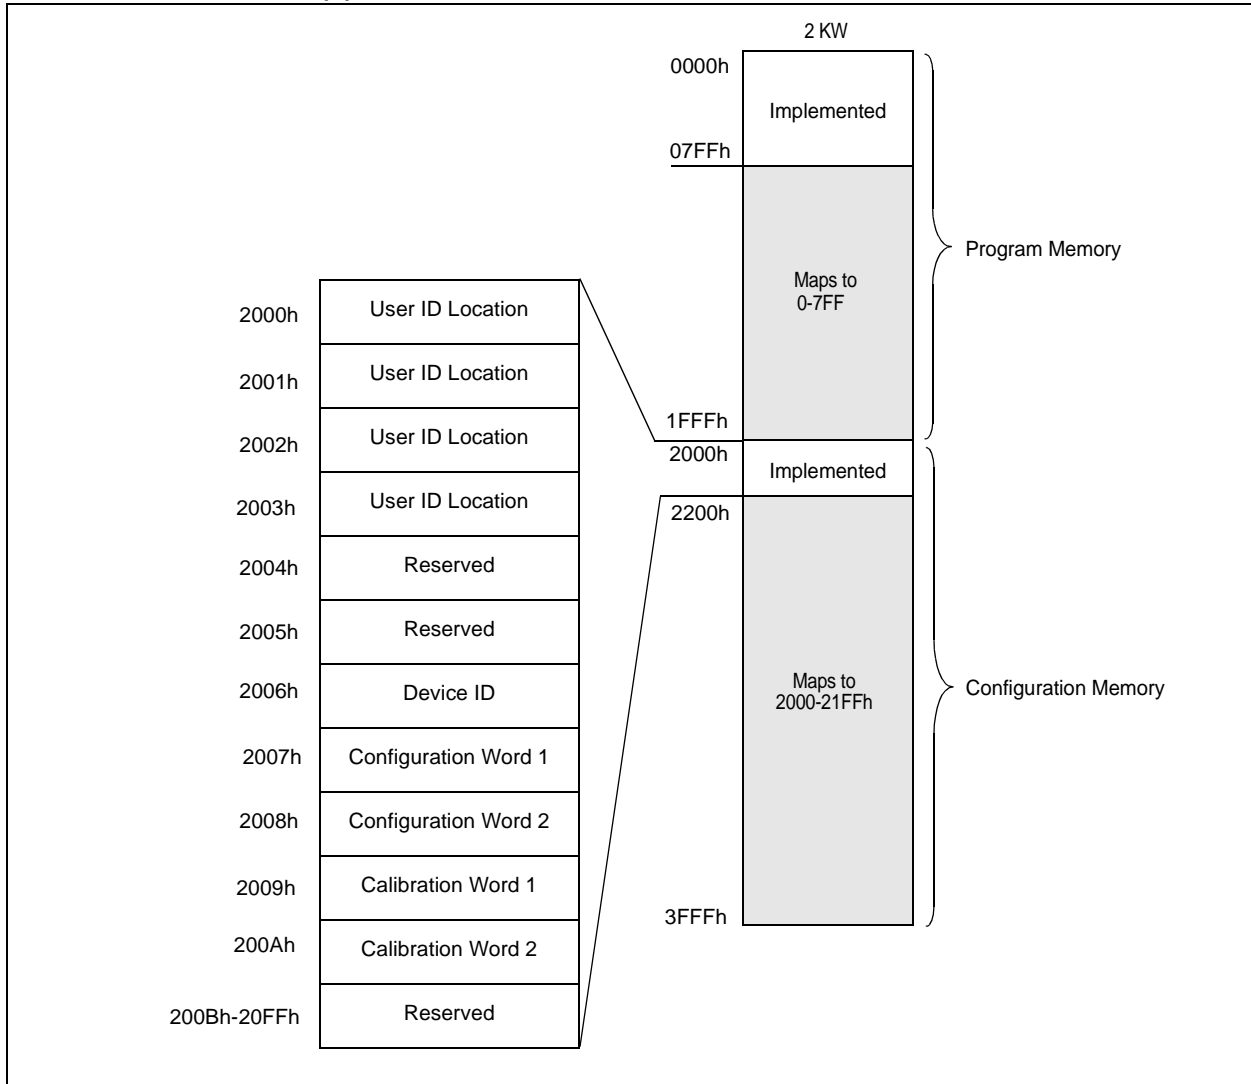 2 KW
0000h
Implemented
07FFh
Program Memory
Maps to
0-7FF
2000h
User ID Location
2001h
User ID Location
2002h
User ID Location
2003h
User ID Location
2004h
Reserved
2005h
Reserved
2006h
Device ID
2007h
Configuration Word 1
2008h
Configuration Word 2
2009h
Calibration Word 1
200Ah
Calibration Word 2
200Bh-20FFh
Reserved
1FFFh
2000h
Implemented
2200h
Maps to
2000-21FFh
Configuration Memory
3FFFh